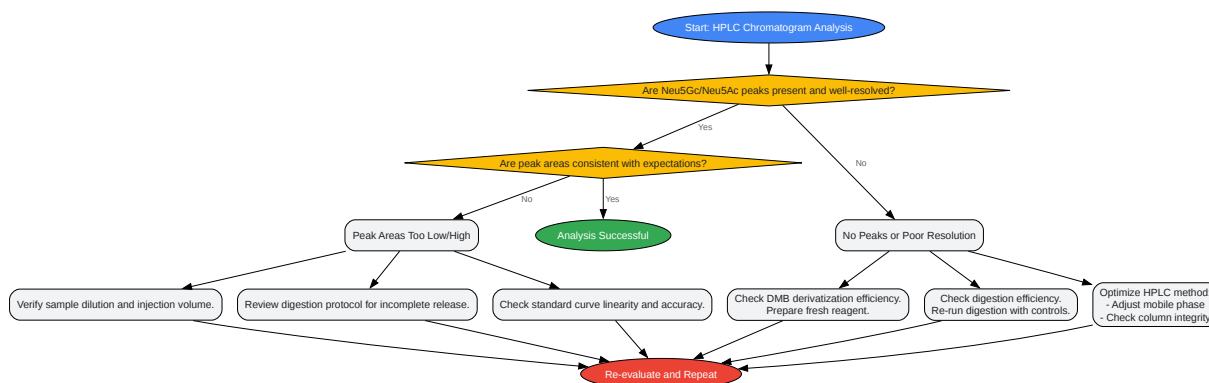 Start: HPLC Chromatogram Analysis
Are Neu5Gc/Neu5Ac peaks present and well-resolved?
Yes
Are peak areas consistent with expectations?
No
No
Yes
Peak Areas Too Low/High
Analysis Successful
No Peaks or Poor Resolution
Verify sample dilution and injection volume.
Review digestion protocol for incomplete release.
Check standard curve linearity and accuracy.
Check DMB derivatization efficiency.
Prepare fresh reagent.
Check digestion efficiency.
Re-run digestion with controls.
Optimize HPLC method
- Adjust mobile phase
- Check column integrity
Re-evaluate and Repeat